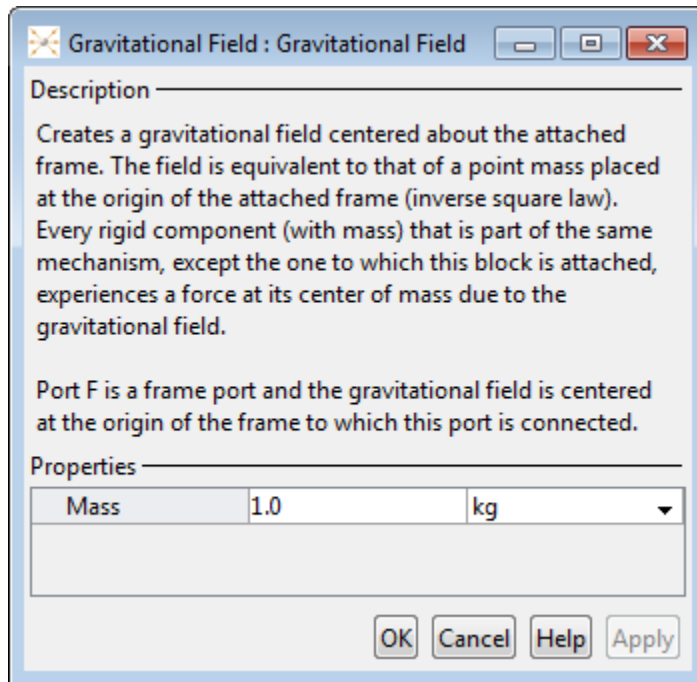 Gravitational Field : Gravitational Field
Description
Creates a gravitational field centered about the attached
frame. The field is equivalent to that of a point mass placed
at the origin of the attached frame (inverse square law).
Every rigid component (with mass) that is part of the same
mechanism, except the one to which this block is attached,
experiences a force at its center of mass due to the
gravitational field.
Port F is a frame port and the gravitational field is centered
at the origin of the frame to which this port is connected.
Properties
Mass 1.0 kg
OK Cancel Help Apply